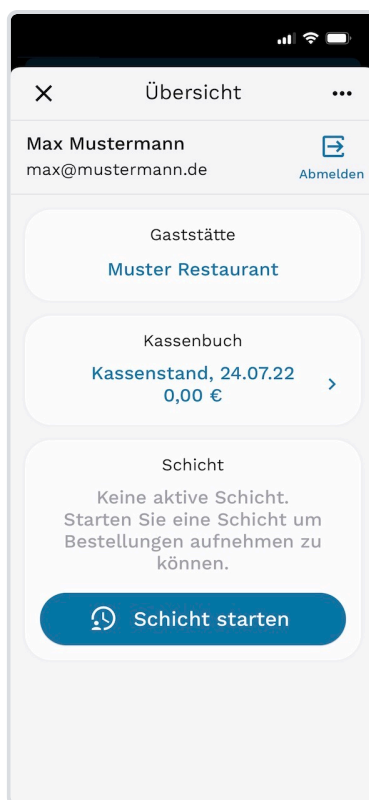 Übersicht
Max Mustermann
max@mustermann.de
Abmelden
Gaststätte
Muster Restaurant
Kassenbuch
Kassenstand, 24.07.22
0,00 €
Schicht
Keine aktive Schicht.
Starten Sie eine Schicht um
Bestellungen aufnehmen zu
können.
Schicht starten